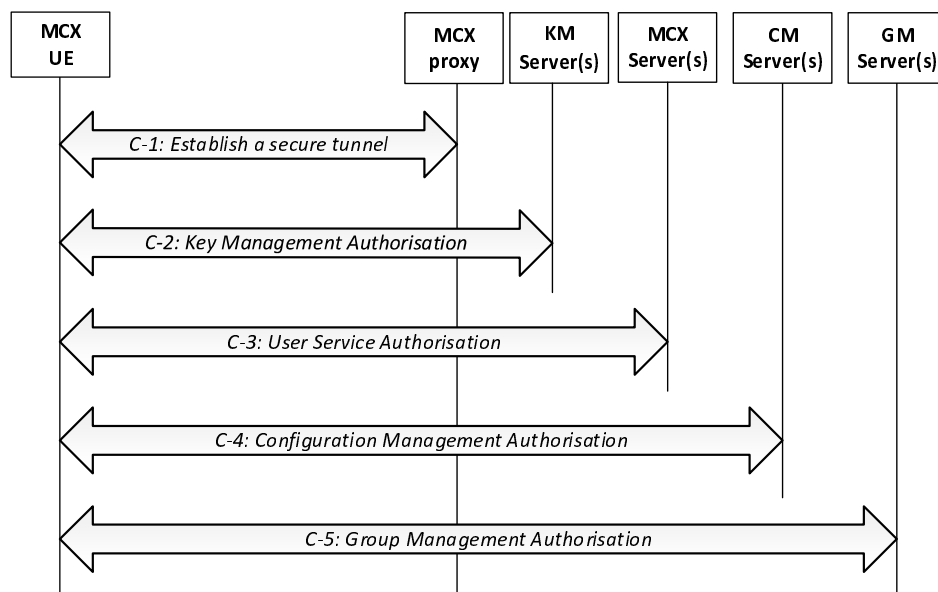 MCX
UE
MCX
proxy
KM
Server(s)
MCX
Server(s)
CM
Server(s)
GM
Server(s)
C-1: Establish a secure tunnel
C-2: Key Management Authorisation
C-3: User Service Authorisation
C-4: Configuration Management Authorisation
C-5: Group Management Authorisation